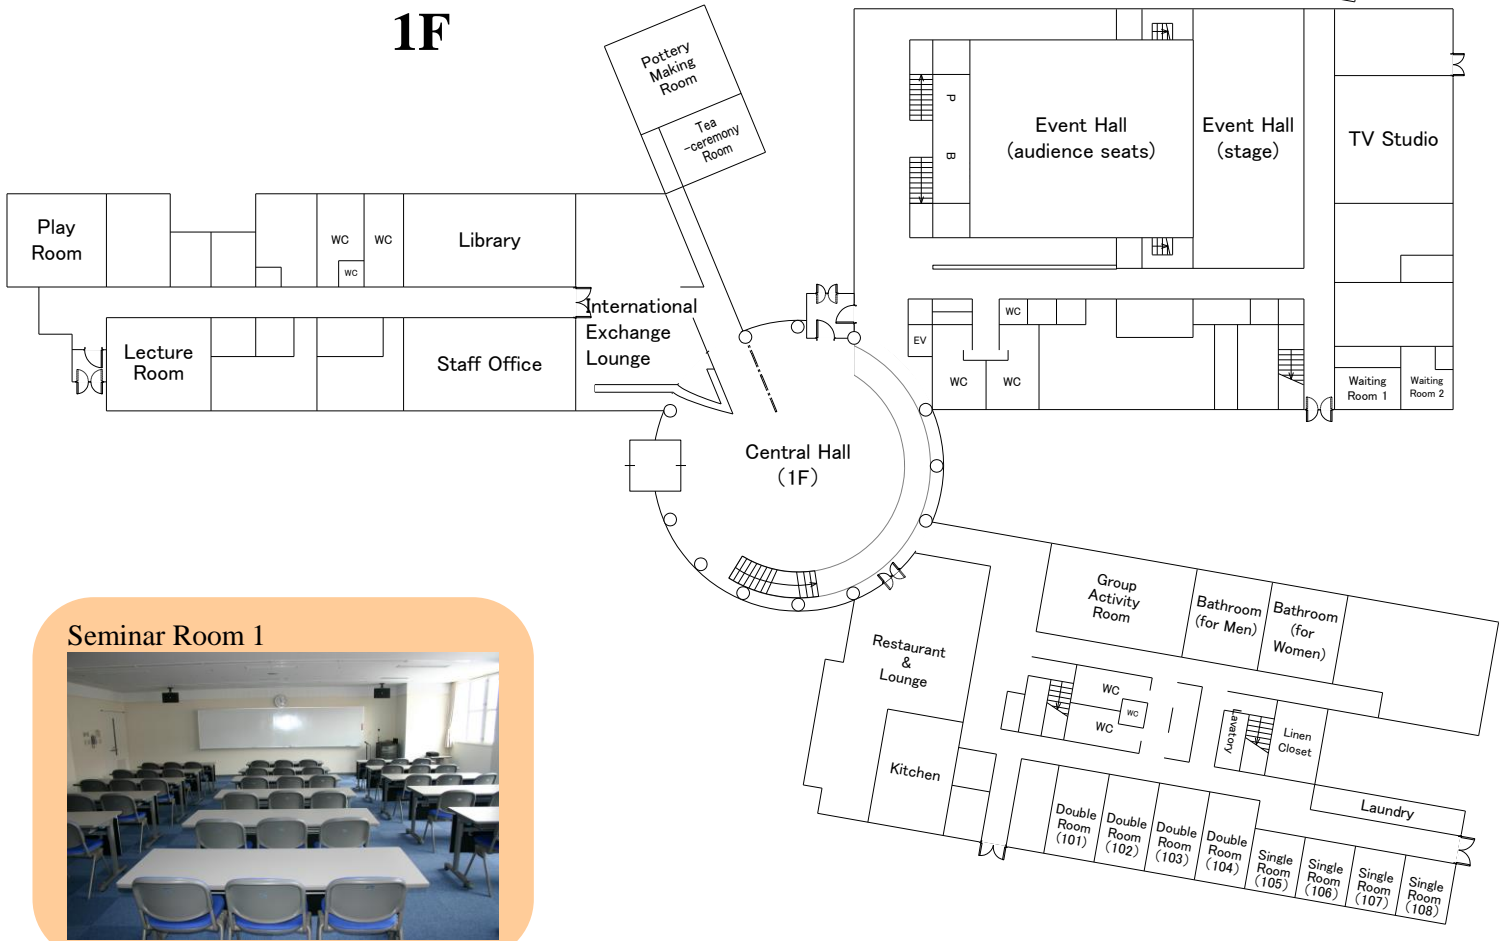 1F
Pottery
Making
Room
Tea
-ceremony
Room
P
B
Event Hall
(audience seats)
Event Hall
(stage)
TV Studio
Play
Room
WC
WC
WC
Library
International
Exchange
Lounge
Lecture
Room
Staff Office
EV
WC
WC
WC
Waiting
Room 1
Waiting
Room 2
Central Hall
(1F)
Group
Activity
Room
Bathroom
(for Men)
Bathroom
(for
Women)
Restaurant
&
Lounge
WC
WC
WC
Lavatory
Linen
Closet
Kitchen
Laundry
Double
Room
(101)
Double
Room
(102)
Double
Room
(103)
Double
Room
(104)
Single
Room
(105)
Single
Room
(106)
Single
Room
(107)
Single
Room
(108)
Seminar Room 1